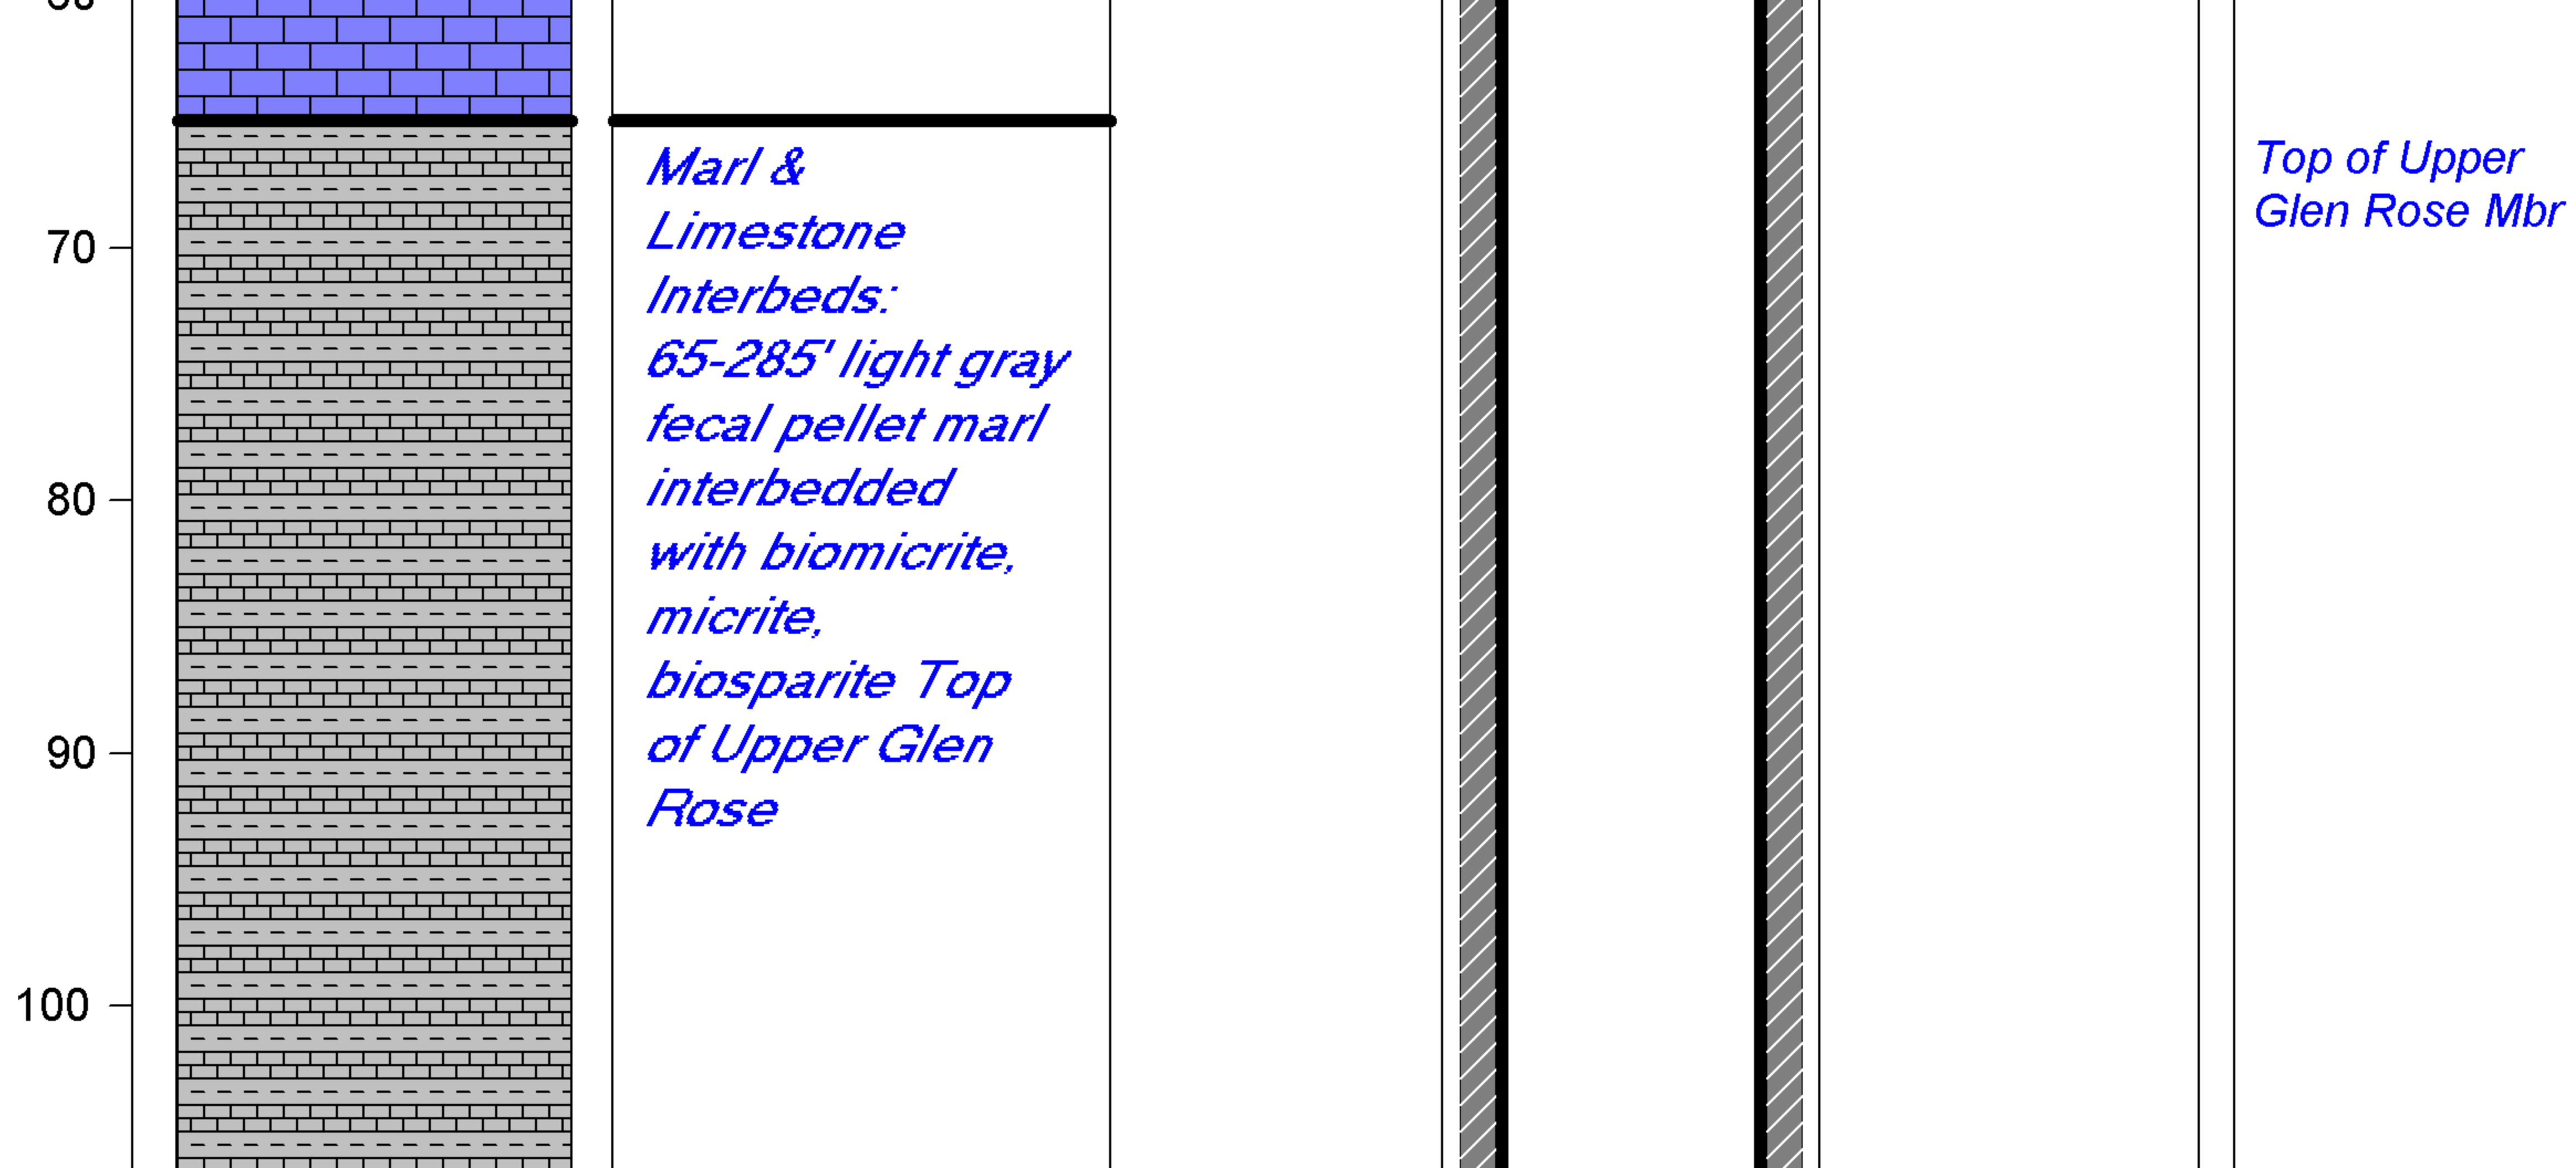 70
80
90
100
Marl &
Limestone
Interbeds:
65-285' light gray
fecal pellet marl
interbedded
with biomicrite,
micrite,
biosparite Top
of Upper Glen
Rose
Top of Upper
Glen Rose Mbr